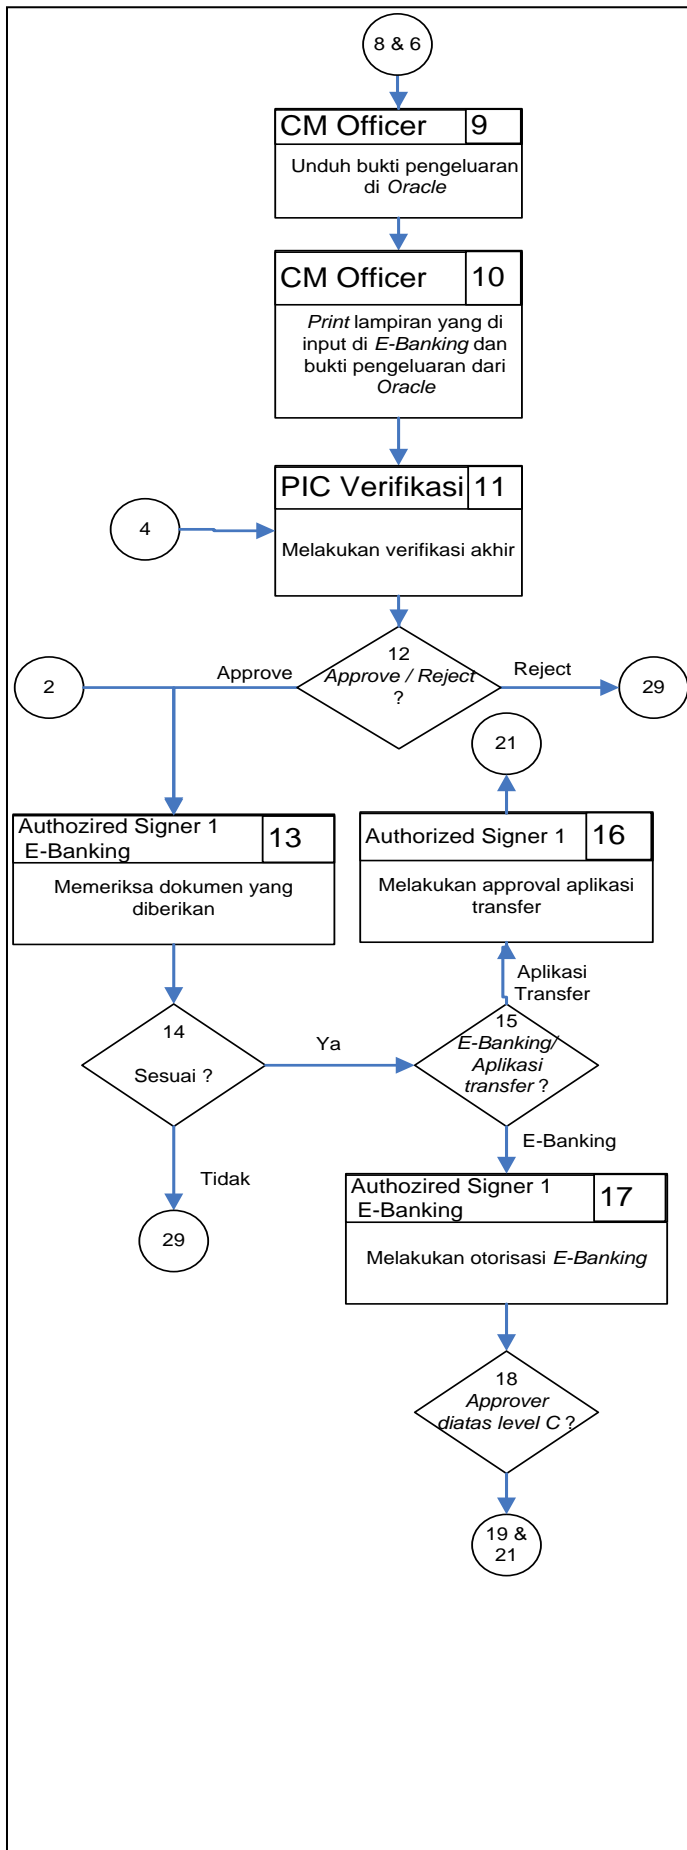 8 & 6
CM Officer 9
Unduh bukti pengeluaran
di Oracle
CM Officer 10
Print lampiran yang di
input di E-Banking dan
bukti pengeluaran dari
Oracle
PIC Verifikasi 11
4
Melakukan verifikasi akhir
12
Approve / Reject
?
Approve
Reject
2
29
21
Authozired Signer 1
E-Banking
13
Memeriksa dokumen yang
diberikan
Authorized Signer 1 16
Melakukan approval aplikasi
transfer
Aplikasi
Transfer
14
Sesuai ?
Ya
15
E-Banking/
Aplikasi
transfer ?
Tidak
E-Banking
29
Authozired Signer 1
E-Banking
17
Melakukan otorisasi E-Banking
18
Approver
diatas level C ?
19 &
21